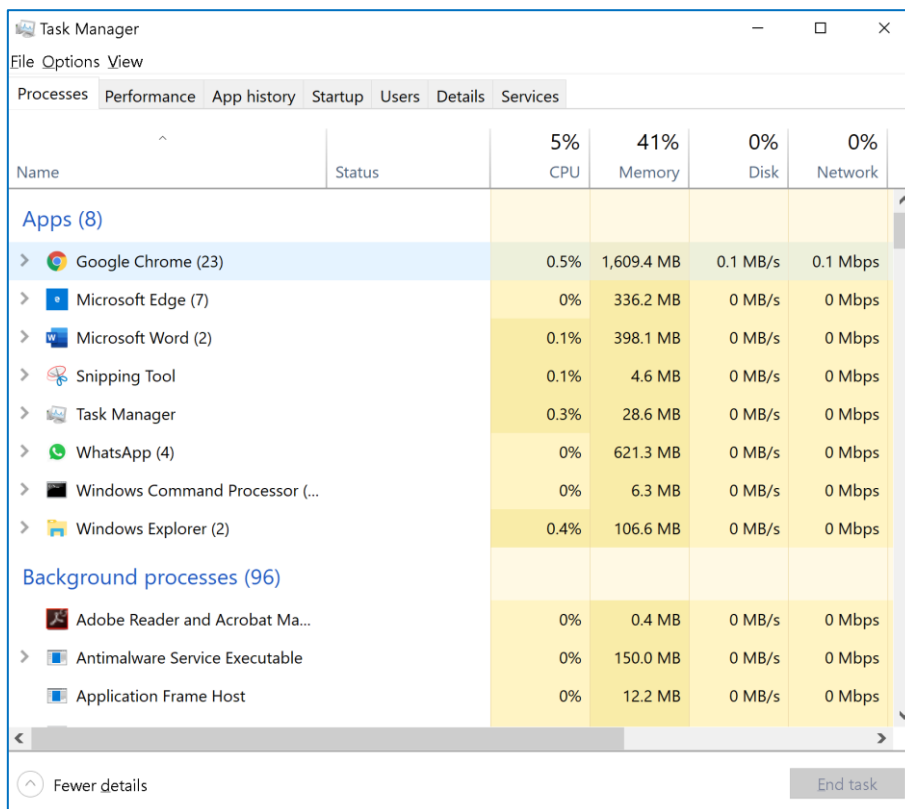 Task Manager
File Options View
Processes Performance App history Startup Users Details Services
5% 41% 0% 0%
Name Status CPU Memory Disk Network
Apps (8)
Google Chrome (23) 0.5% 1,609.4 MB 0.1 MB/s 0.1 Mbps
Microsoft Edge (7) 0% 336.2 MB 0 MB/s 0 Mbps
Microsoft Word (2) 0.1% 398.1 MB 0 MB/s 0 Mbps
Snipping Tool 0.1% 4.6 MB 0 MB/s 0 Mbps
Task Manager 0.3% 28.6 MB 0 MB/s 0 Mbps
WhatsApp (4) 0% 621.3 MB 0 MB/s 0 Mbps
Windows Command Processor (... 0% 6.3 MB 0 MB/s 0 Mbps
Windows Explorer (2) 0.4% 106.6 MB 0 MB/s 0 Mbps
Background processes (96)
Adobe Reader and Acrobat Ma... 0% 0.4 MB 0 MB/s 0 Mbps
Antimalware Service Executable 0% 150.0 MB 0 MB/s 0 Mbps
Application Frame Host 0% 12.2 MB 0 MB/s 0 Mbps
Fewer details End task